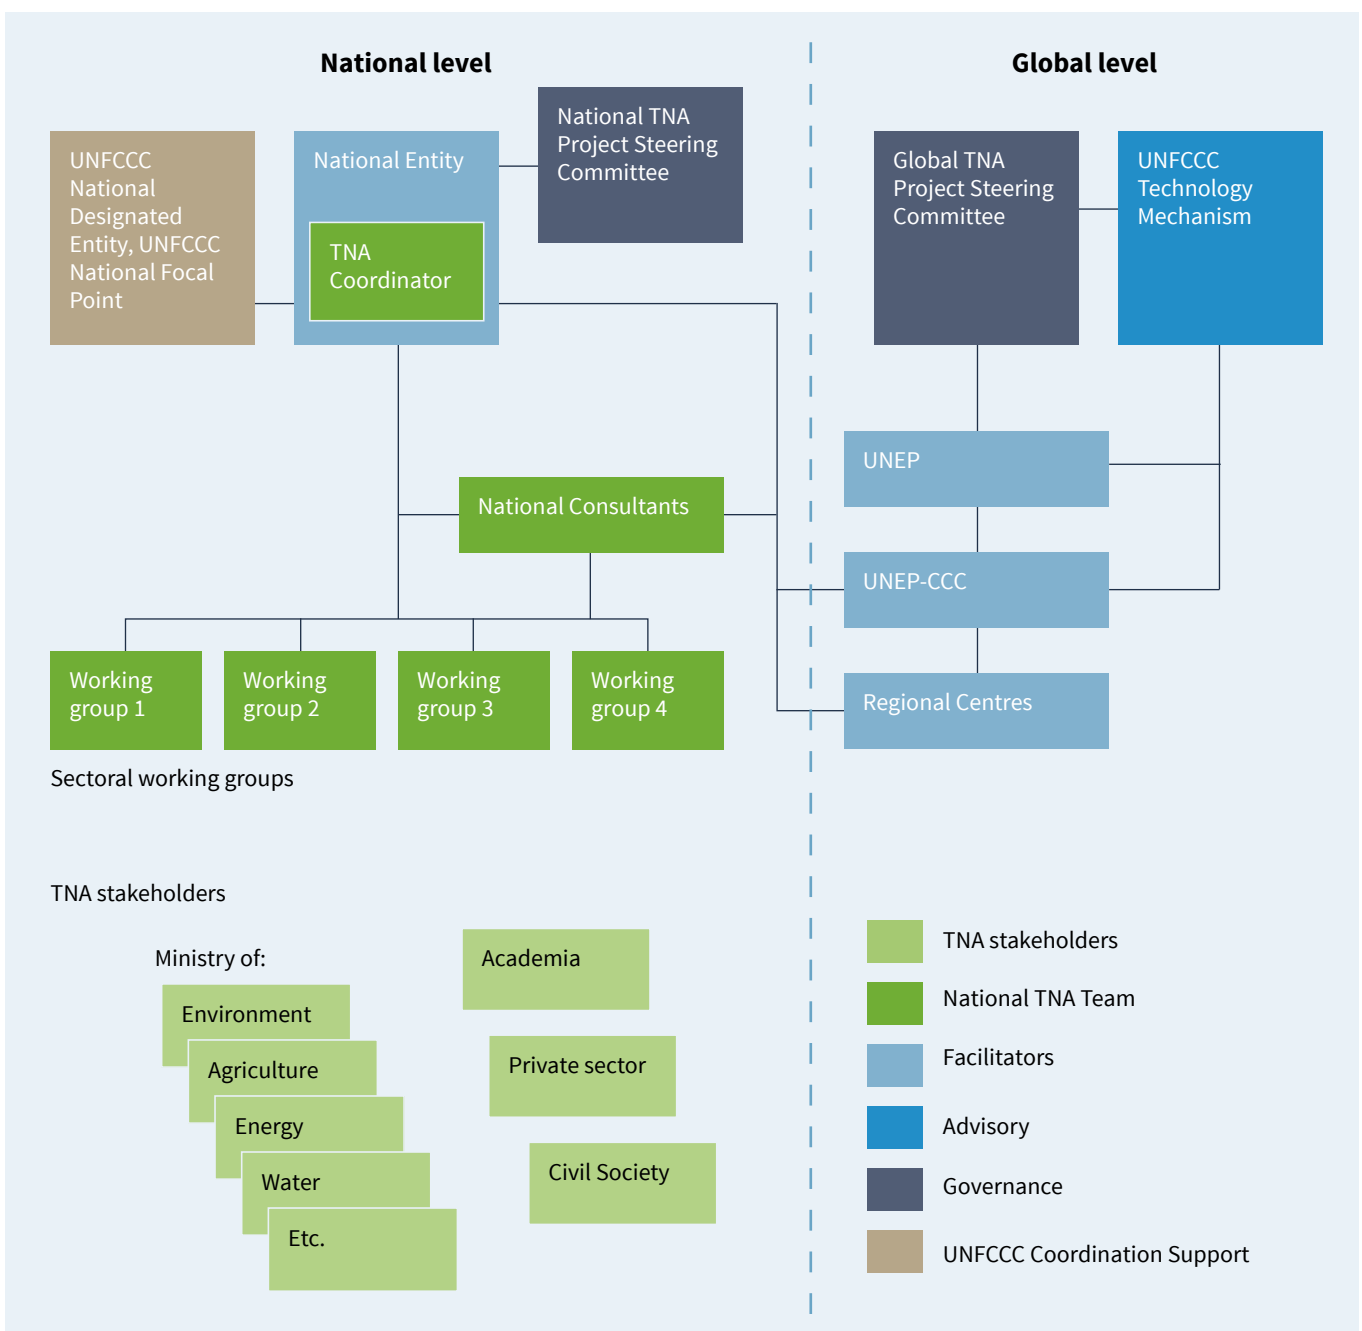 National level
Global level
UNFCCC
National
Designated
Entity, UNFCCC
National Focal
Point
National Entity
TNA
Coordinator
National TNA
Project Steering
Committee
Global TNA
Project Steering
Committee
UNFCCC
Technology
Mechanism
UNEP
National Consultants
UNEP-CCC
Working
group 1
Working
group 2
Working
group 3
Working
group 4
Regional Centres
Sectoral working groups
TNA stakeholders
Ministry of:
Environment
Agriculture
Energy
Water
Etc.
Academia
Private sector
Civil Society
TNA stakeholders
National TNA Team
Facilitators
Advisory
Governance
UNFCCC Coordination Support